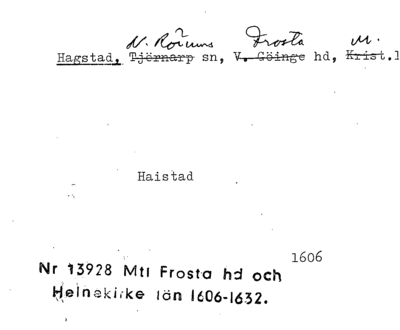 N. Rörums Frosta M.
Hagstad, Tjörnarp sn, V. Göinge hd, Krist.l
Haistad
1606
Nr 13928 Mtl Frosta hd och
Helnekirke län 1606-1632.